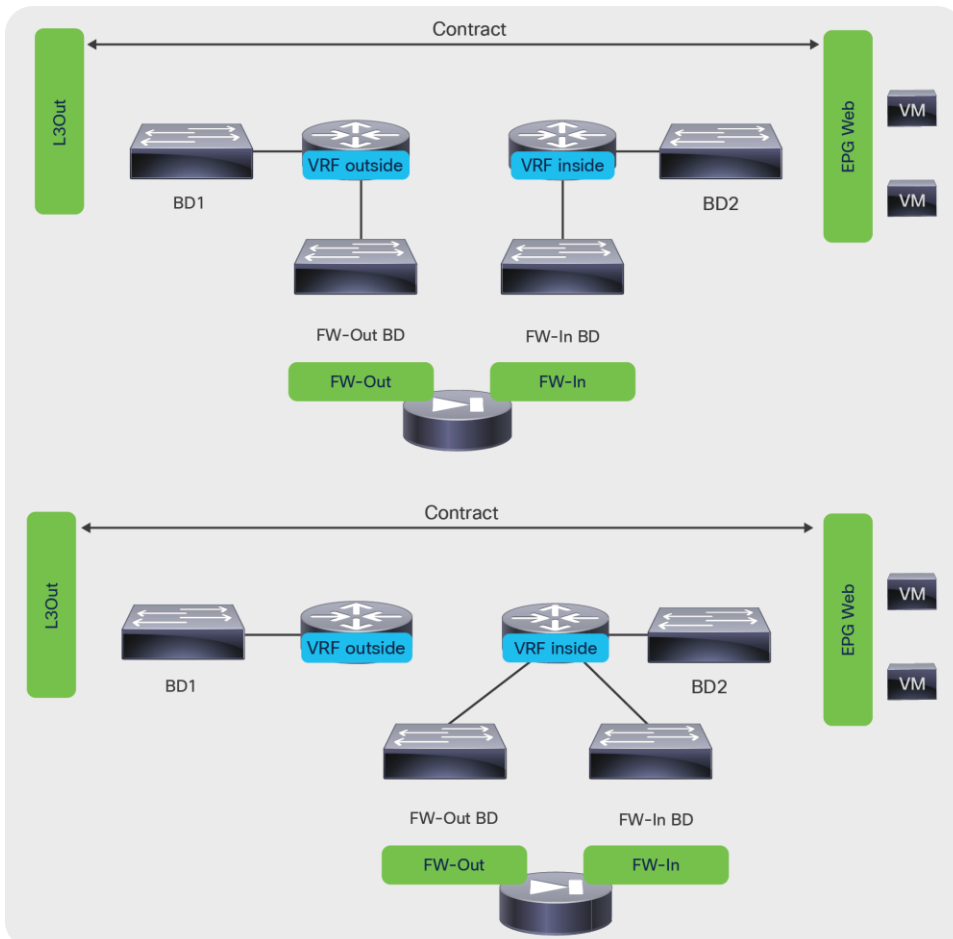 Contract
L3Out
EPG Web
VM
VRF outside
VRF inside
BD1
BD2
VM
FW-Out BD
FW-In BD
FW-Out
FW-In
Contract
L3Out
EPG Web
VM
VRF outside
VRF inside
BD1
BD2
VM
FW-Out BD
FW-In BD
FW-Out
FW-In